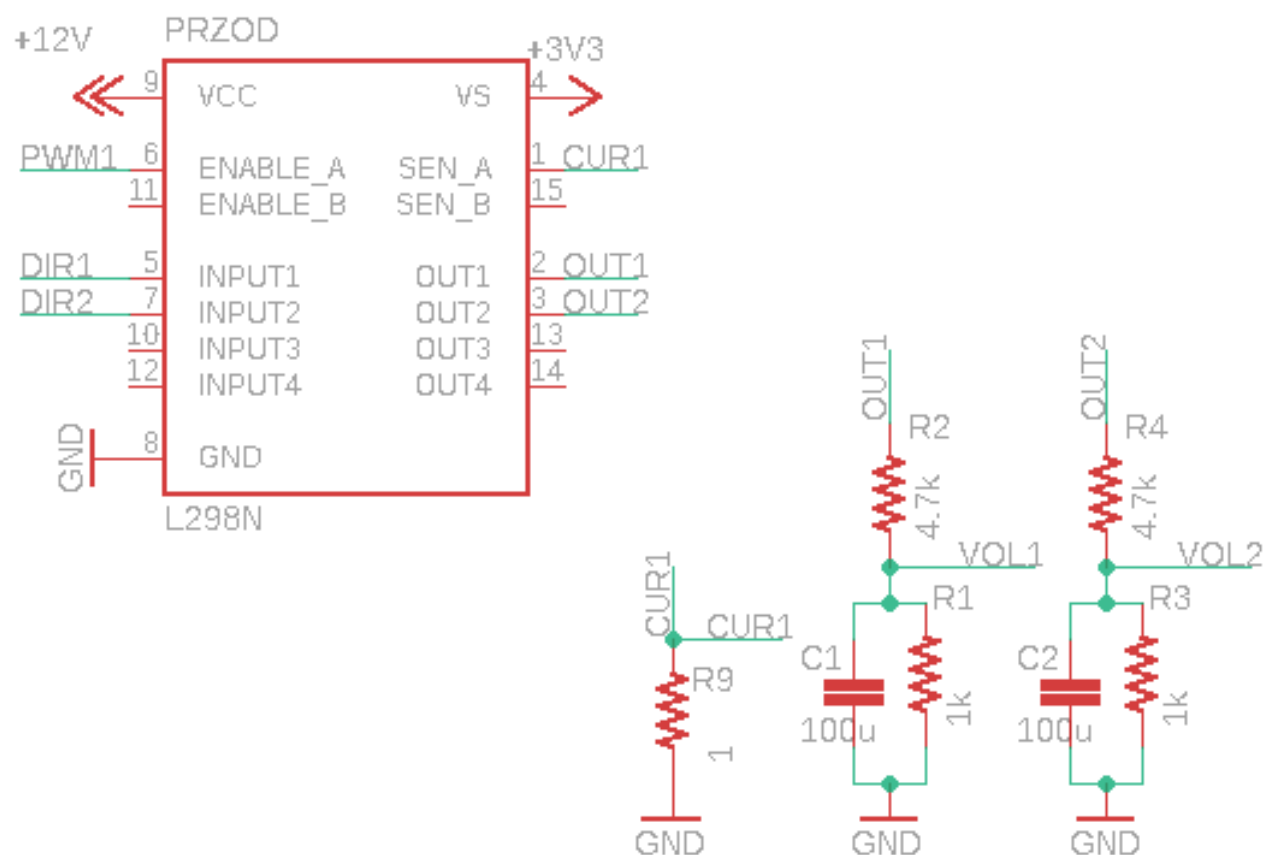 +12V
PRZOD
+3V3
9 VCC VS 4
PWM1 6 ENABLE_A SEN_A 1 CUR1
11 ENABLE_B SEN_B 15
DIR1 5 INPUT1 OUT1 2 OUT1
DIR2 7 INPUT2 OUT2 3 OUT2
10 INPUT3 OUT3 13
12 INPUT4 OUT4 14
GND 8 GND
L298N
CUR1
CUR1
R9
1
GND
OUT1
R2
4.7k
VOL1
R1
C1
100u
1k
GND
OUT2
R4
4.7k
VOL2
R3
C2
100u
1k
GND